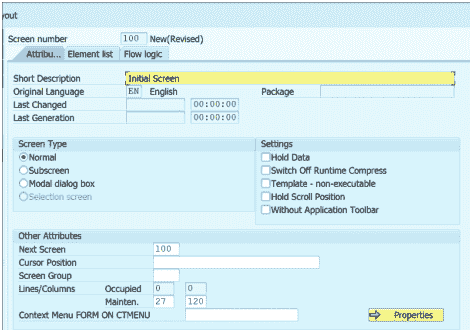 yout
Screen number 100 New(Revised)
Attribu... Element list Flow logic
Short Description Initial Screen
Original Language EN English Package
Last Changed 00:00:00
Last Generation 00:00:00
Screen Type Settings
Normal Hold Data
Subscreen Switch Off Runtime Compress
Modal dialog box Template - non-executable
Selection screen Hold Scroll Position
Without Application Toolbar
Other Attributes
Next Screen 100
Cursor Position
Screen Group
Lines/Columns Occupied 0 0
Mainten. 27 120
Context Menu FORM ON CTMENU Properties